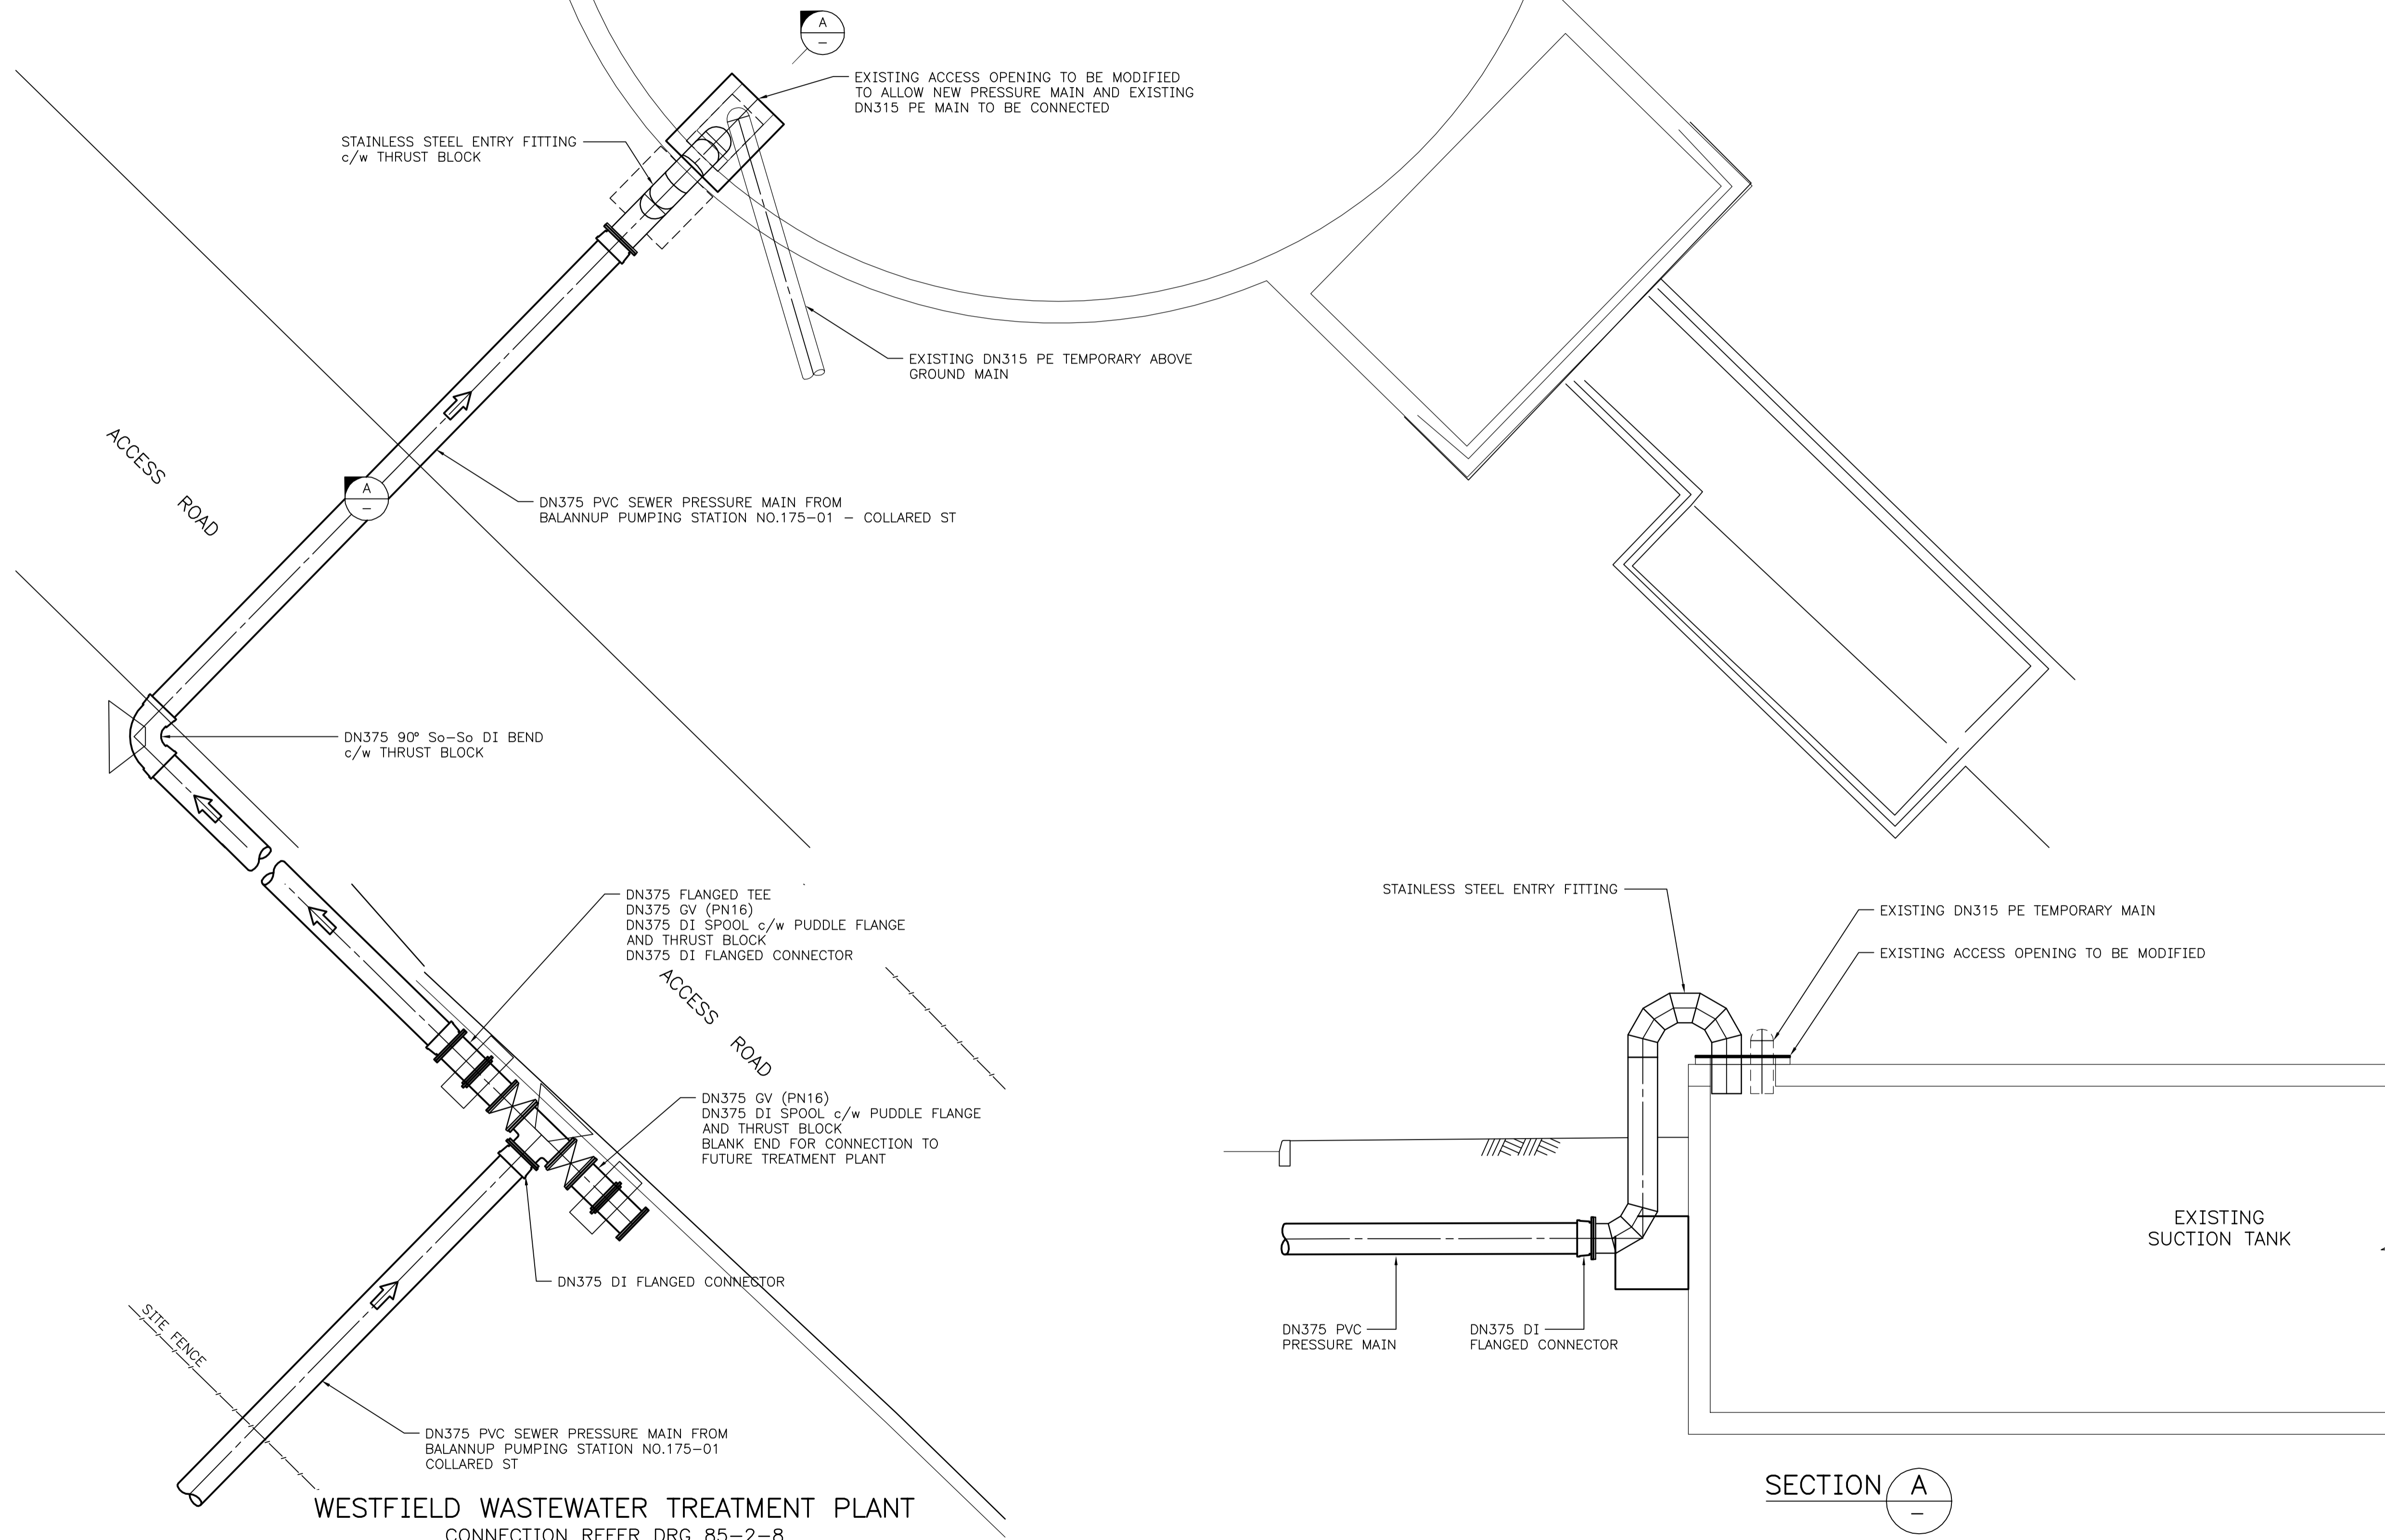 A
–
EXISTING ACCESS OPENING TO BE MODIFIED
TO ALLOW NEW PRESSURE MAIN AND EXISTING
DN315 PE MAIN TO BE CONNECTED
STAINLESS STEEL ENTRY FITTING
c/w THRUST BLOCK
EXISTING DN315 PE TEMPORARY ABOVE
GROUND MAIN
ACCESS ROAD
A
–
DN375 PVC SEWER PRESSURE MAIN FROM
BALANNUP PUMPING STATION NO.175-01 – COLLARED ST
DN375 90° So-So DI BEND
c/w THRUST BLOCK
DN375 FLANGED TEE
DN375 GV (PN16)
DN375 DI SPOOL c/w PUDDLE FLANGE
AND THRUST BLOCK
DN375 DI FLANGED CONNECTOR
ACCESS ROAD
DN375 GV (PN16)
DN375 DI SPOOL c/w PUDDLE FLANGE
AND THRUST BLOCK
BLANK END FOR CONNECTION TO
FUTURE TREATMENT PLANT
DN375 DI FLANGED CONNECTOR
SITE FENCE
DN375 PVC SEWER PRESSURE MAIN FROM
BALANNUP PUMPING STATION NO.175-01
COLLARED ST
WESTFIELD WASTEWATER TREATMENT PLANT
CONNECTION REFER DRG 85-2-8
STAINLESS STEEL ENTRY FITTING
EXISTING DN315 PE TEMPORARY MAIN
EXISTING ACCESS OPENING TO BE MODIFIED
EXISTING
SUCTION TANK
DN375 PVC
PRESSURE MAIN
DN375 DI
FLANGED CONNECTOR
SECTION A
–